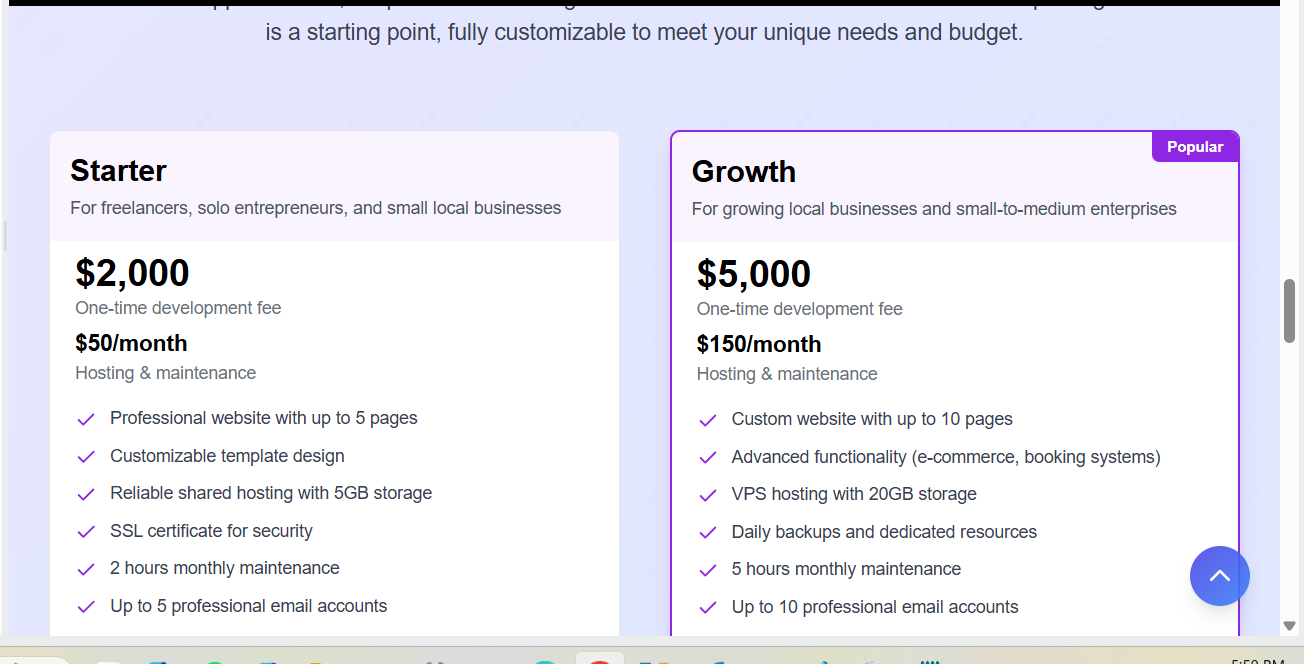 is a starting point, fully customizable to meet your unique needs and budget.
Starter
For freelancers, solo entrepreneurs, and small local businesses
$2,000
One-time development fee
$50/month
Hosting & maintenance
Professional website with up to 5 pages
Customizable template design
Reliable shared hosting with 5GB storage
SSL certificate for security
2 hours monthly maintenance
Up to 5 professional email accounts
Popular
Growth
For growing local businesses and small-to-medium enterprises
$5,000
One-time development fee
$150/month
Hosting & maintenance
Custom website with up to 10 pages
Advanced functionality (e-commerce, booking systems)
VPS hosting with 20GB storage
Daily backups and dedicated resources
5 hours monthly maintenance
Up to 10 professional email accounts